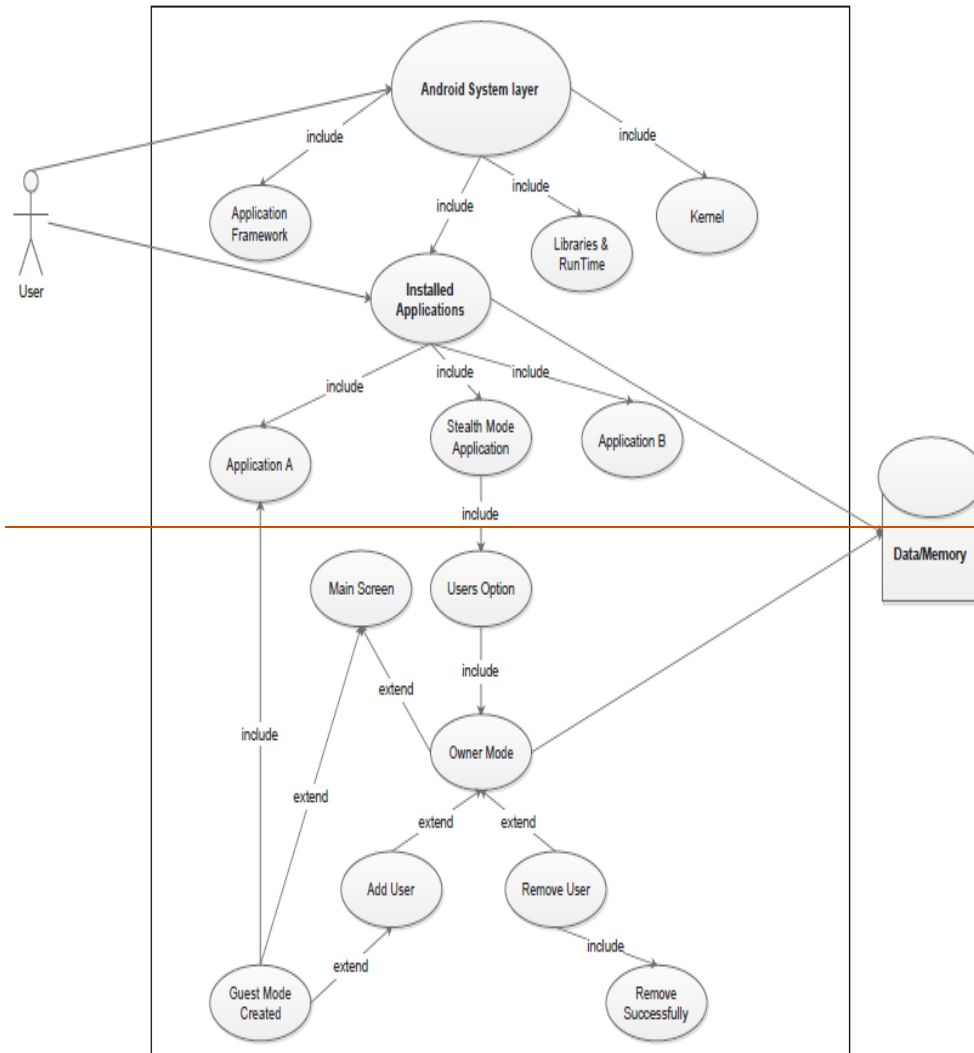 Android System layer
include
include
Application
Framework
include
include
Kernel
Libraries &
RunTime
User
Installed
Applications
include
include
include
Application A
Stealth Mode
Application
Application B
include
Data/Memory
Main Screen
Users Option
include
extend
include
Owner Mode
extend
extend
extend
Add User
Remove User
include
extend
Guest Mode
Created
Remove
Successfully